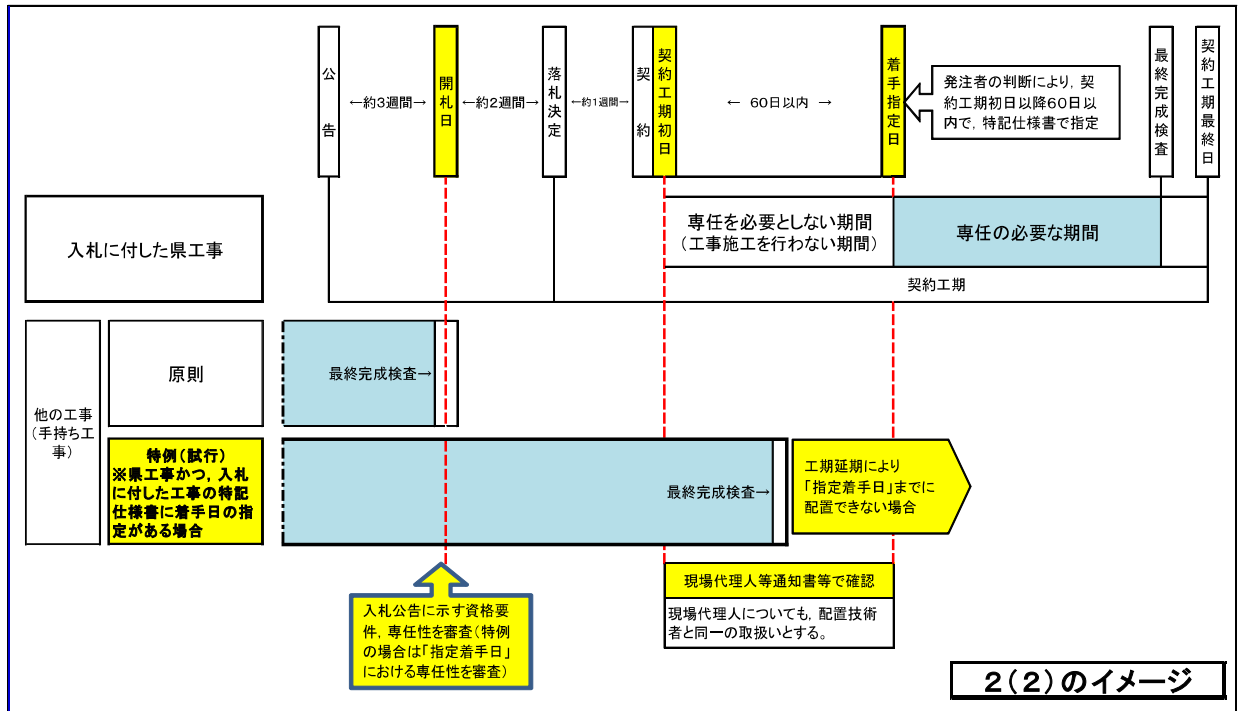 公告
←約3週間→
開札日
←約2週間→
落札決定
←約1週間→
契約
契約工期初日
← 60日以内 →
着手指定日
発注者の判断により，契
約工期初日以降60日以
内で，特記仕様書で指定
最終完成検査
契約工期最終日
入札に付した県工事
専任を必要としない期間
（工事施工を行わない期間）
専任の必要な期間
契約工期
他の工事
（手持ち工
事）
原則
最終完成検査→
特例（試行）
※県工事かつ，入札
に付した工事の特記
仕様書に着手日の指
定がある場合
最終完成検査→
工期延期により
「指定着手日」までに
配置できない場合
入札公告に示す資格要
件，専任性を審査（特例
の場合は「指定着手日」
における専任性を審査）
現場代理人等通知書等で確認
現場代理人についても，配置技術
者と同一の取扱いとする。
２（２）のイメージ